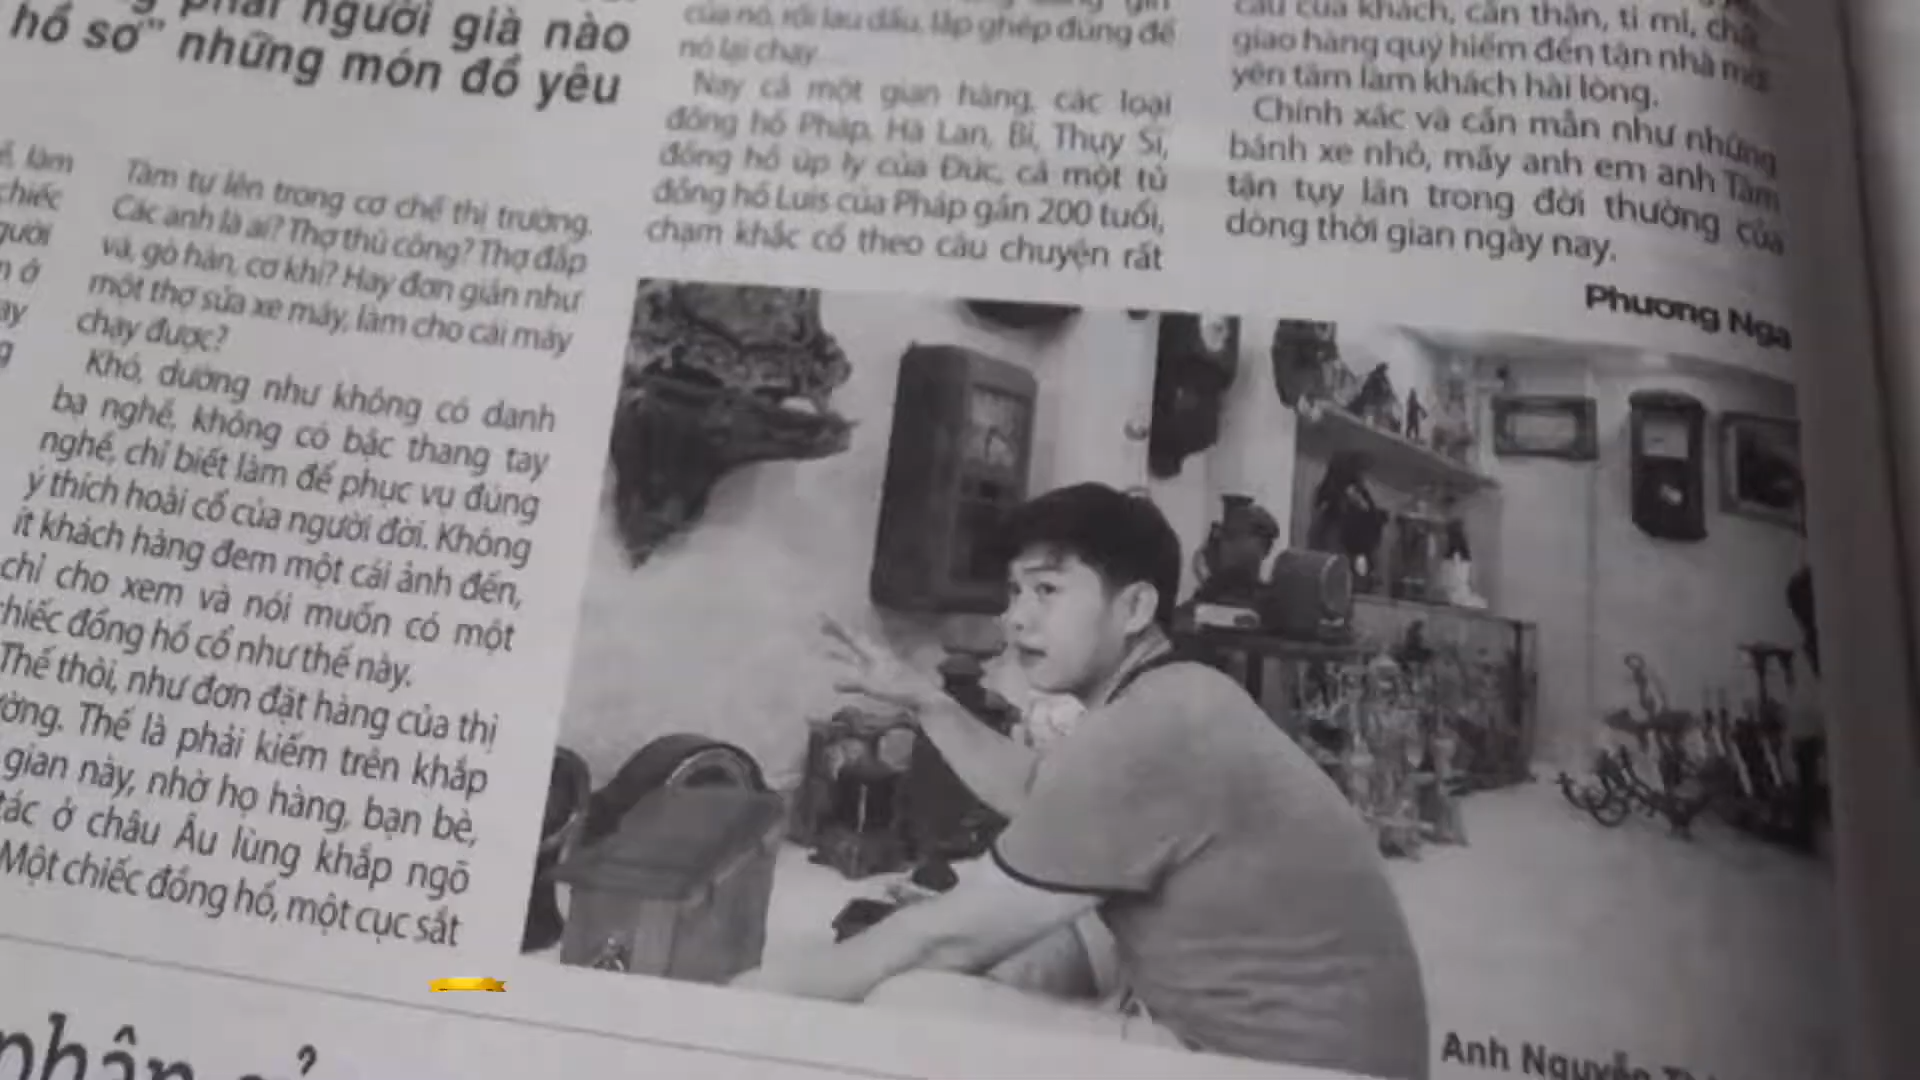 phải người già nào
hồ sơ" những món đồ yêu
làm
chiếc
người
ở
Tâm tự lên trong cơ chế thị trường.
Các anh là ai? Thợ thủ công? Thợ đắp
vá, gò hàn, cơ khí? Hay đơn giản như
một thợ sửa xe máy, làm cho cái máy
chạy được?
Khó, dường như không có danh
bạ nghề, không có bậc thang tay
nghề, chỉ biết làm để phục vụ đúng
ý thích hoài cổ của người đời. Không
ít khách hàng đem một cái ảnh đến,
chỉ cho xem và nói muốn có một
chiếc đồng hồ cổ như thế này.
Thế thôi, như đơn đặt hàng của thị
Thế là phải kiếm trên khắp
gian này, nhờ họ hàng, bạn bè,
tác ở châu Âu lùng khắp ngõ
Một chiếc đồng hồ, một cục sắt
của nó, rồi lau dầu, lắp ghép đúng để
nó lại chạy...
Nay cả một gian hàng, các loại
đồng hồ Pháp, Hà Lan, Bỉ, Thụy Sĩ,
đồng hồ úp ly của Đức, cả một tủ
đồng hồ Luis của Pháp gần 200 tuổi,
chạm khắc cổ theo câu chuyện rất
cầu của khách, cẩn thận, tỉ mỉ,
giao hàng quý hiếm đến tận nhà mới
yên tâm làm khách hài lòng.
Chính xác và cần mẫn như những
bánh xe nhỏ, mấy anh em anh Tâm
tận tụy lăn trong đời thường của
dòng thời gian ngày nay.
Phương Nga
Anh Nguyễn